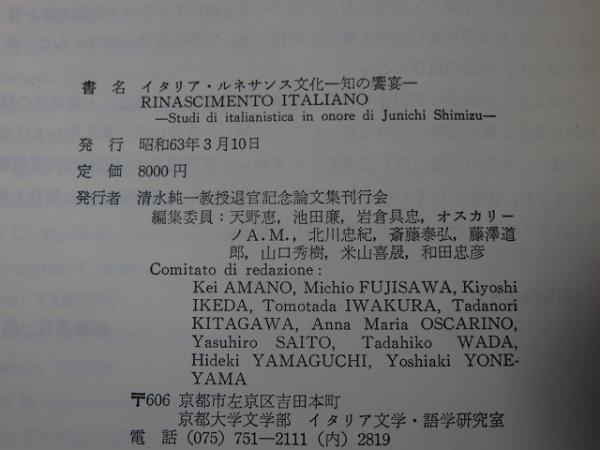 書 名 イタリア・ルネサンス文化―知の饗宴―
RINASCIMENTO ITALIANO
―Studi di italianistica in onore di Junichi Shimizu―
発 行 昭和63年3月10日
定 価 8000円
発行者 清水純一教授退官記念論文集刊行会
編集委員：天野恵，池田廉，岩倉具忠，オスカリー
ノA.M.，北川忠紀，斎藤泰弘，藤澤道
郎，山口秀樹，米山喜晟，和田忠彦
Comitato di redazione:
Kei AMANO, Michio FUJISAWA, Kiyoshi
IKEDA, Tomotada IWAKURA, Tadanori
KITAGAWA, Anna Maria OSCARINO,
Yasuhiro SAITO, Tadahiko WADA,
Hideki YAMAGUCHI, Yoshiaki YONE-
YAMA
〒606 京都市左京区吉田本町
京都大学文学部 イタリア文学・語学研究室
電 話 (075) 751―2111 (内) 2819